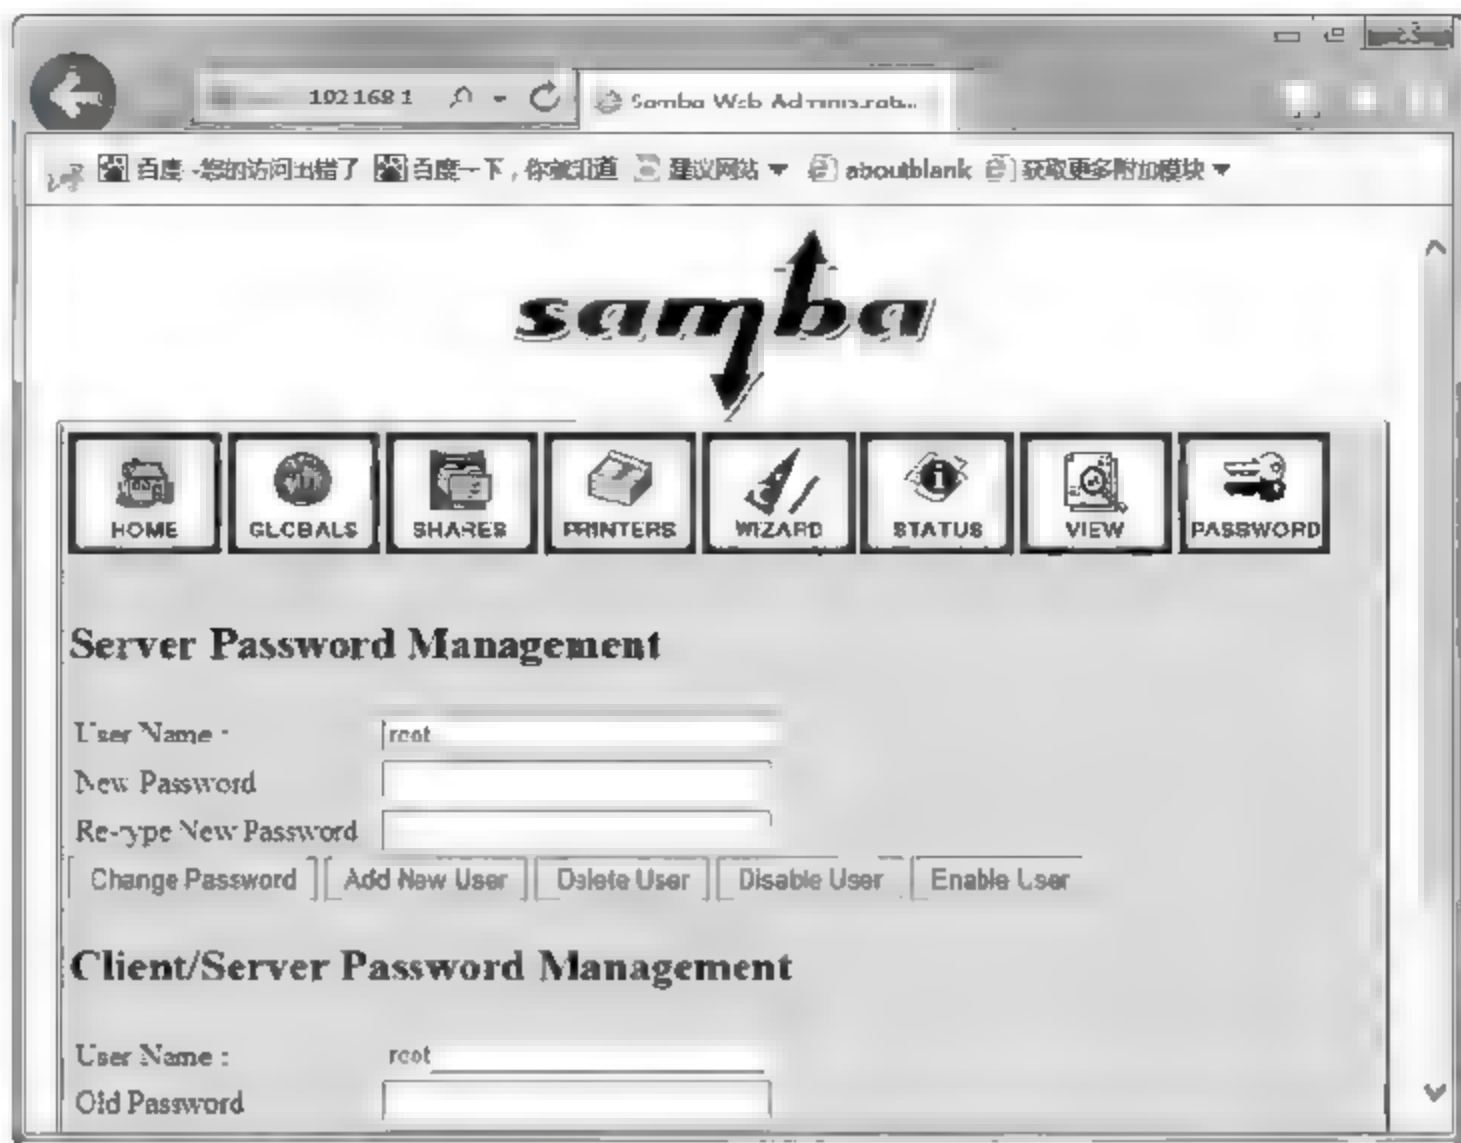 192 168 1
Samba Web Administrati...
百度 -您的访问出错了 百度一下，你就知道 建议网站 ▼ aboutblank 获取更多附加模块 ▼
samba
HOME GLOBALS SHARES PRINTERS WIZARD STATUS VIEW PASSWORD
Server Password Management
User Name : root
New Password
Re-type New Password
Change Password Add New User Delete User Disable User Enable User
Client/Server Password Management
User Name : root
Old Password